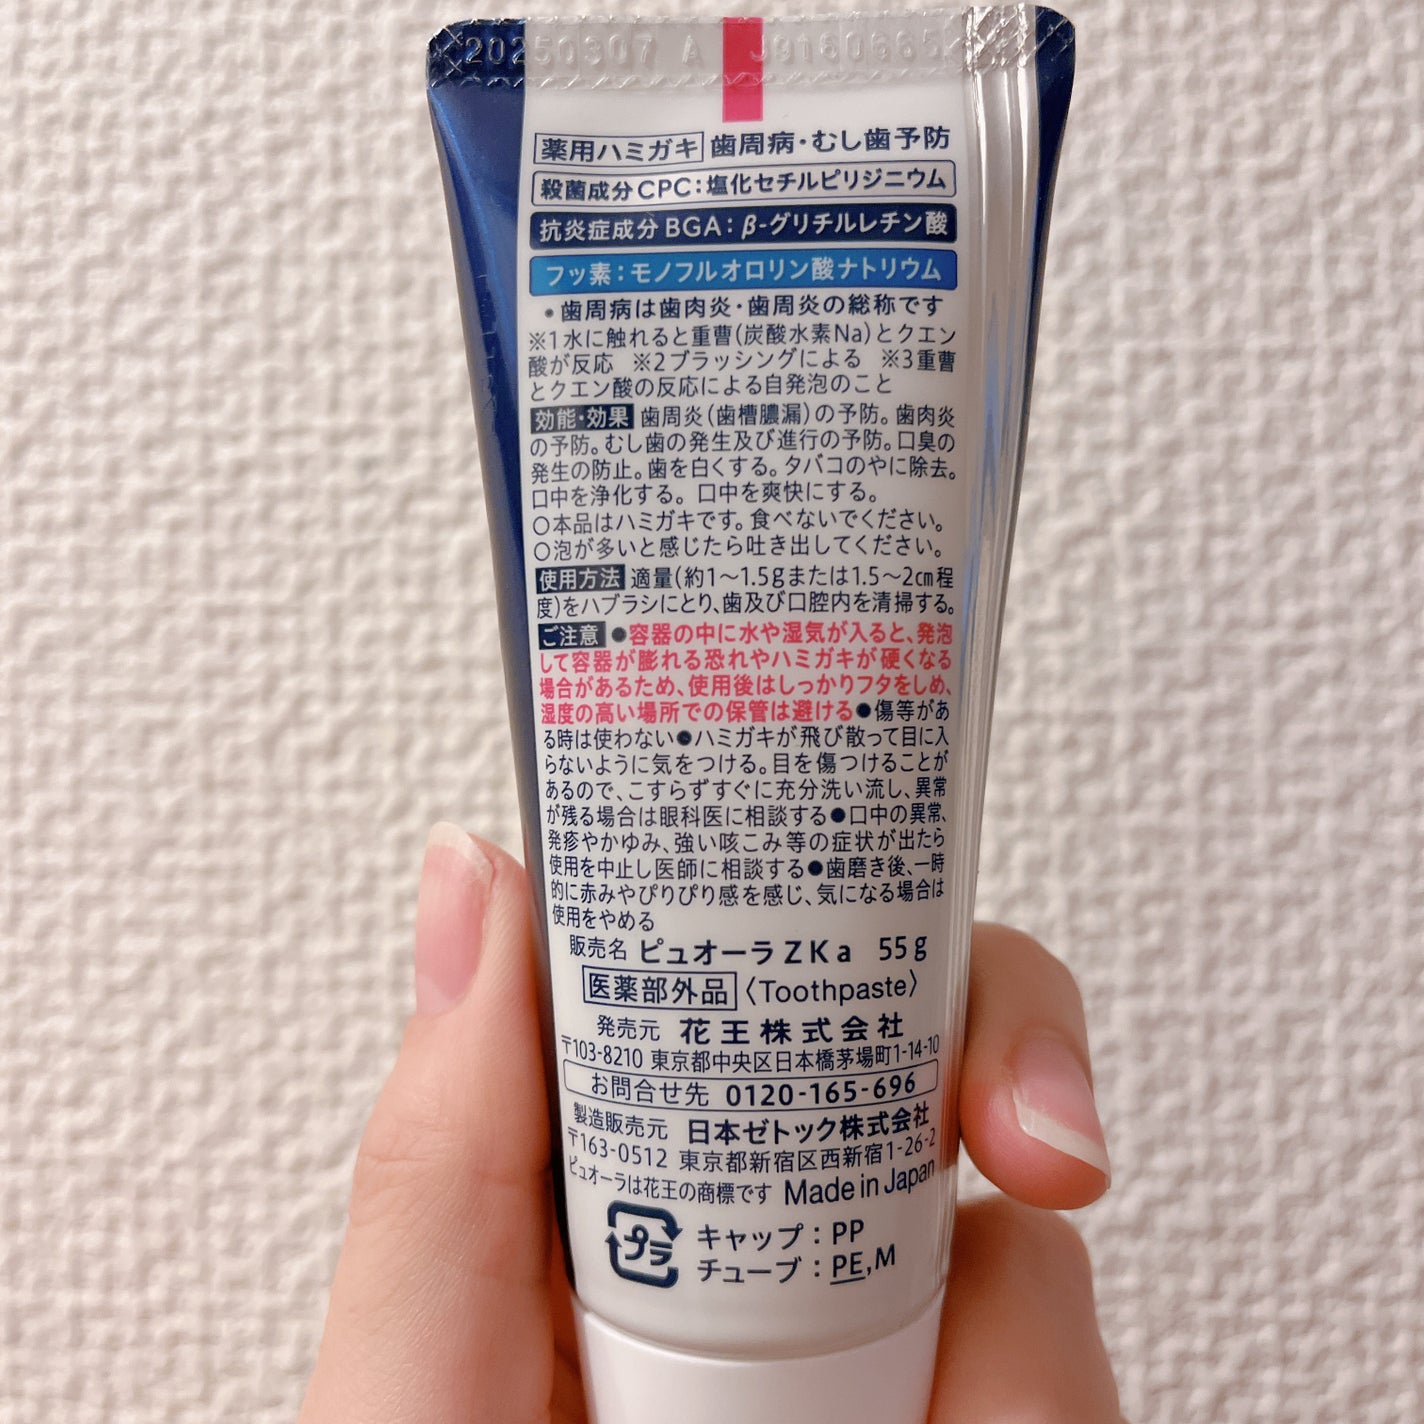 20250307 A J9160665
薬用ハミガキ 歯周病・むし歯予防
殺菌成分CPC:塩化セチルピリジニウム
抗炎症成分BGA:β-グリチルレチン酸
フッ素:モノフルオロリン酸ナトリウム
●歯周病は歯肉炎・歯周炎の総称です
※1水に触れると重曹(炭酸水素Na)とクエン
酸が反応 ※2ブラッシングによる ※3重曹
とクエン酸の反応による自発泡のこと
効能・効果 歯周炎(歯槽膿漏)の予防。歯肉炎
の予防。むし歯の発生及び進行の予防。口臭の
発生の防止。歯を白くする。タバコのやに除去。
口中を浄化する。口中を爽快にする。
○本品はハミガキです。食べないでください。
○泡が多いと感じたら吐き出してください。
使用方法 適量(約1〜1.5gまたは1.5〜2㎝程
度)をハブラシにとり、歯及び口腔内を清掃する。
ご注意 ●容器の中に水や湿気が入ると、発泡
して容器が膨れる恐れやハミガキが硬くなる
場合があるため、使用後はしっかりフタをしめ、
湿度の高い場所での保管は避ける●傷等があ
る時は使わない●ハミガキが飛び散って目に入
らないように気をつける。目を傷つけることが
あるので、こすらずすぐに充分洗い流し、異常
が残る場合は眼科医に相談する●口中の異常、
発疹やかゆみ、強い咳こみ等の症状が出たら
使用を中止し医師に相談する●歯磨き後、一時
的に赤みやぴりぴり感を感じ、気になる場合は
使用をやめる
販売名 ピュオーラZKa 55g
医薬部外品〈Toothpaste〉
発売元 花王株式会社
〒103-8210 東京都中央区日本橋茅場町1-14-10
お問合せ先 0120-165-696
製造販売元 日本ゼトック株式会社
〒163-0512 東京都新宿区西新宿1-26-2
ピュオーラは花王の商標です Made in Japan
プラ キャップ:PP
チューブ:PE,M